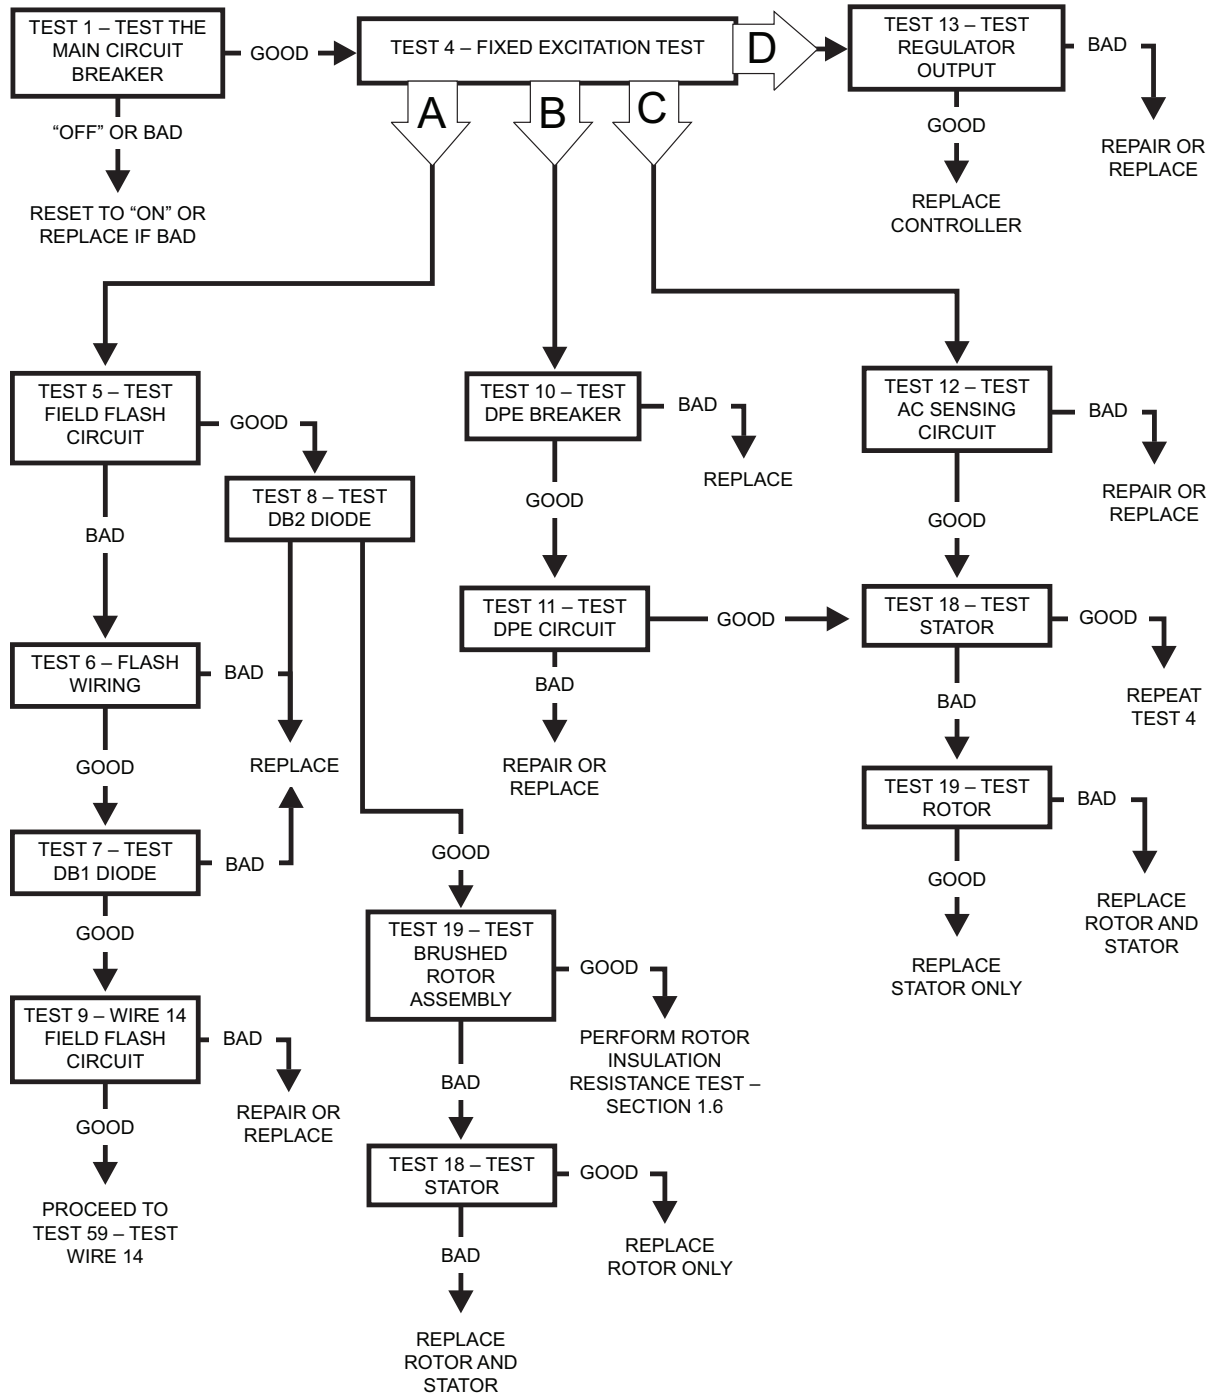 TEST 1 – TEST THE
MAIN CIRCUIT
BREAKER
GOOD
"OFF" OR BAD
RESET TO "ON" OR
REPLACE IF BAD
TEST 4 – FIXED EXCITATION TEST
A
B
C
D
TEST 13 – TEST
REGULATOR
OUTPUT
BAD
REPAIR OR
REPLACE
GOOD
REPLACE
CONTROLLER
TEST 5 – TEST
FIELD FLASH
CIRCUIT
GOOD
BAD
TEST 8 – TEST
DB2 DIODE
TEST 6 – FLASH
WIRING
BAD
REPLACE
GOOD
TEST 7 – TEST
DB1 DIODE
BAD
GOOD
TEST 9 – WIRE 14
FIELD FLASH
CIRCUIT
BAD
REPAIR OR
REPLACE
GOOD
PROCEED TO
TEST 59 – TEST
WIRE 14
GOOD
TEST 19 – TEST
BRUSHED
ROTOR
ASSEMBLY
GOOD
PERFORM ROTOR
INSULATION
RESISTANCE TEST –
SECTION 1.6
BAD
TEST 18 – TEST
STATOR
GOOD
REPLACE
ROTOR ONLY
BAD
REPLACE
ROTOR AND
STATOR
TEST 10 – TEST
DPE BREAKER
BAD
REPLACE
GOOD
TEST 11 – TEST
DPE CIRCUIT
GOOD
BAD
REPAIR OR
REPLACE
TEST 12 – TEST
AC SENSING
CIRCUIT
BAD
REPAIR OR
REPLACE
GOOD
TEST 18 – TEST
STATOR
GOOD
REPEAT
TEST 4
BAD
TEST 19 – TEST
ROTOR
BAD
REPLACE
ROTOR AND
STATOR
GOOD
REPLACE
STATOR ONLY